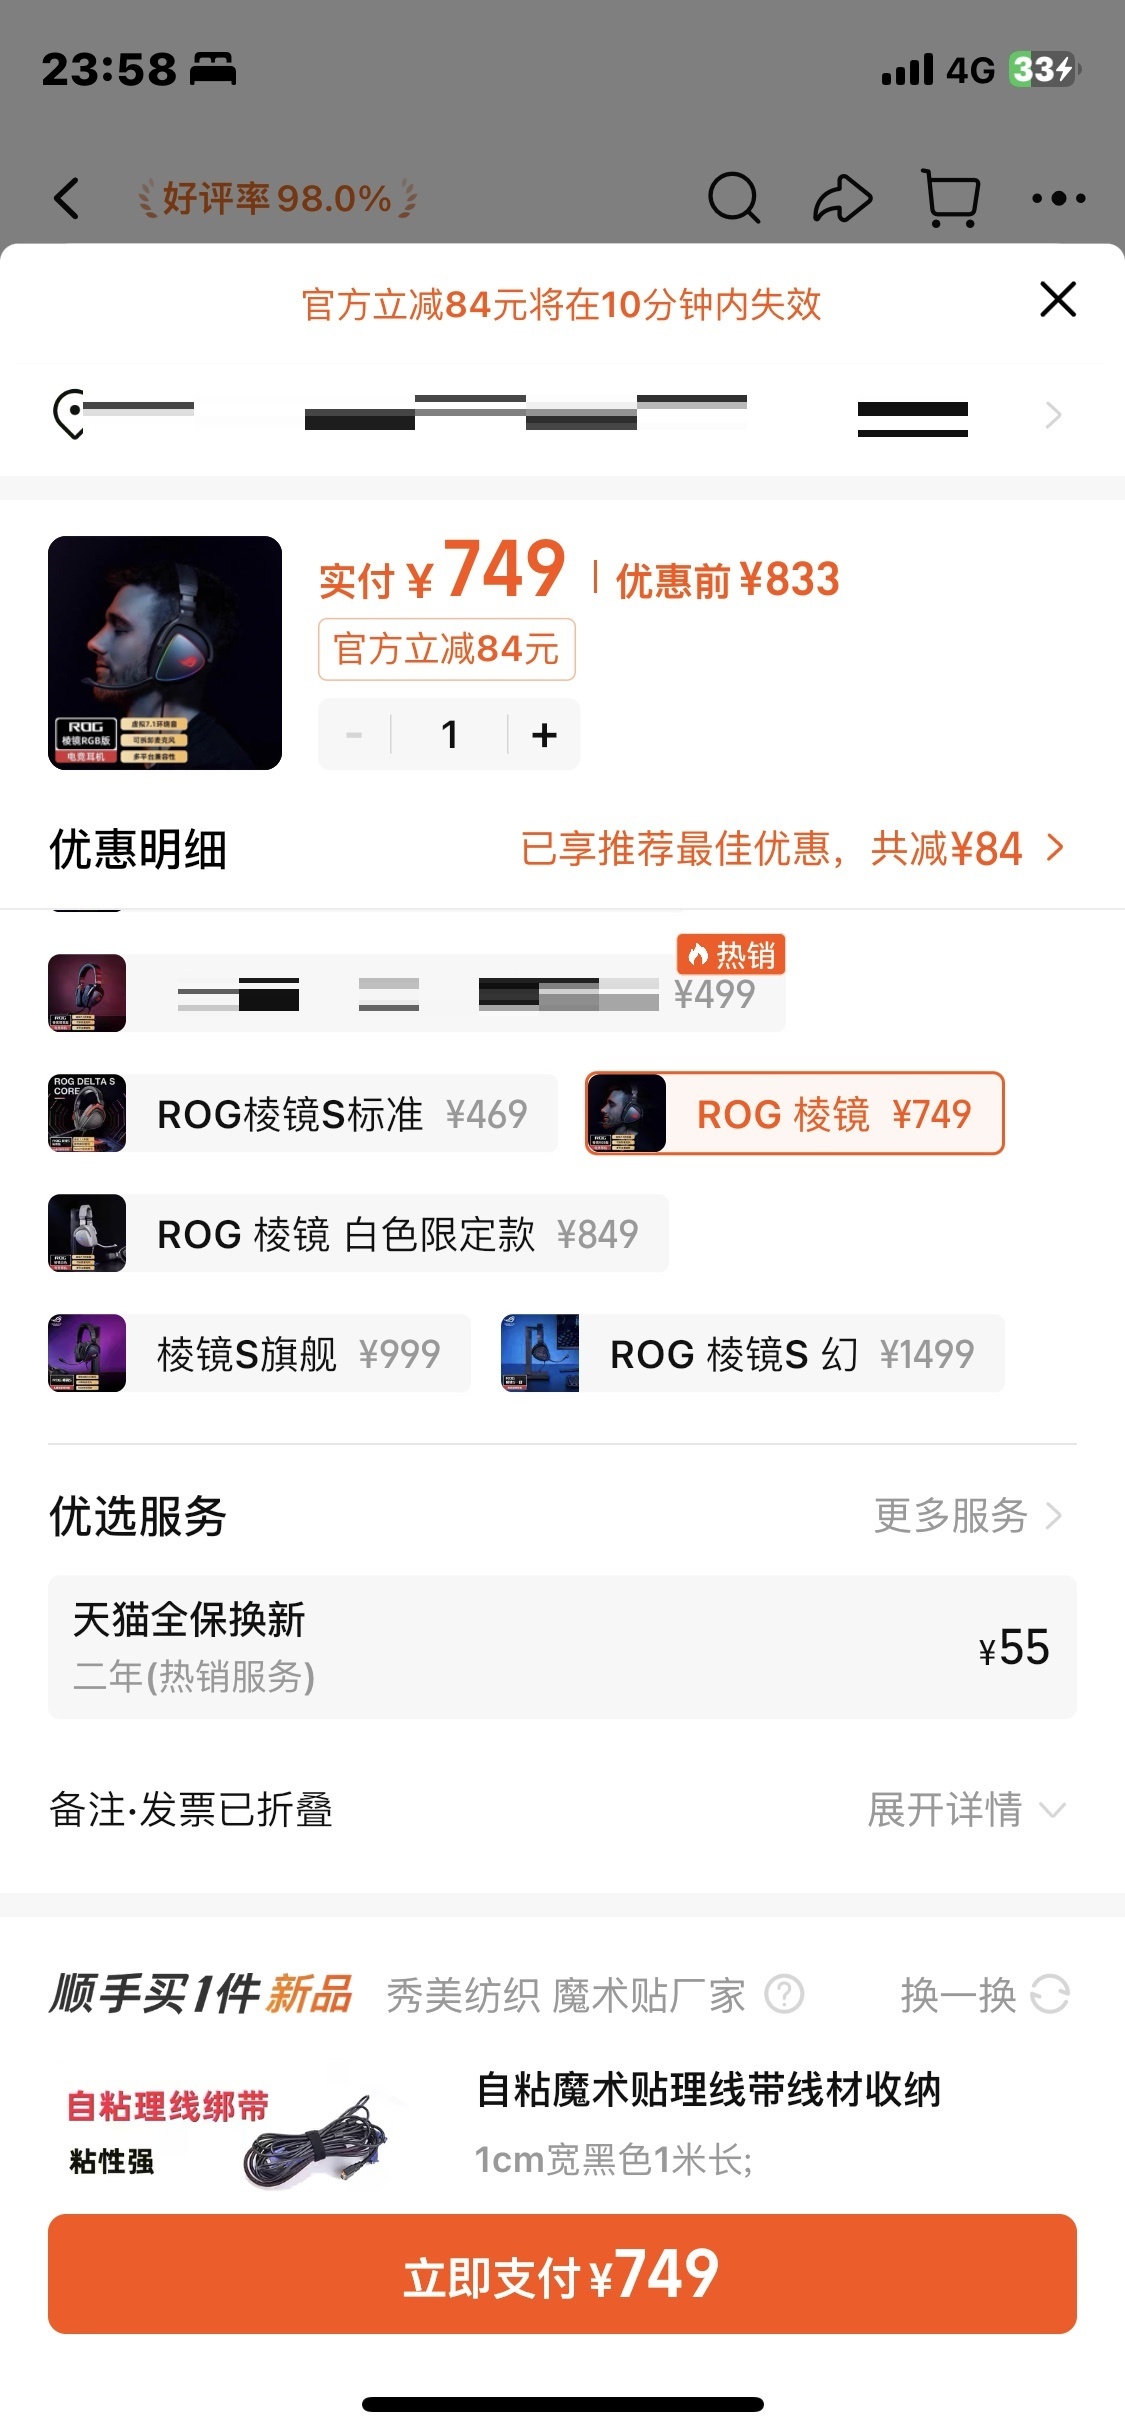 23:58
4G 33
好评率98.0%
官方立减84元将在10分钟内失效
实付 ¥749 | 优惠前 ¥833
官方立减84元
- 1 +
ROG
棱镜RGB版
电竞耳机
虚拟7.1环绕音
可拆卸麦克风
多平台兼容性
优惠明细 已享推荐最佳优惠，共减¥84
热销
¥499
ROG DELTA S
CORE
ROG棱镜S标准 ¥469
ROG 棱镜 ¥749
ROG 棱镜 白色限定款 ¥849
棱镜S旗舰 ¥999
ROG 棱镜S 幻 ¥1499
优选服务 更多服务
天猫全保换新
二年(热销服务)
¥55
备注·发票已折叠 展开详情
顺手买1件新品 秀美纺织 魔术贴厂家 ? 换一换
自粘理线绑带
粘性强
自粘魔术贴理线带线材收纳
1cm宽黑色1米长;
立即支付 ¥749